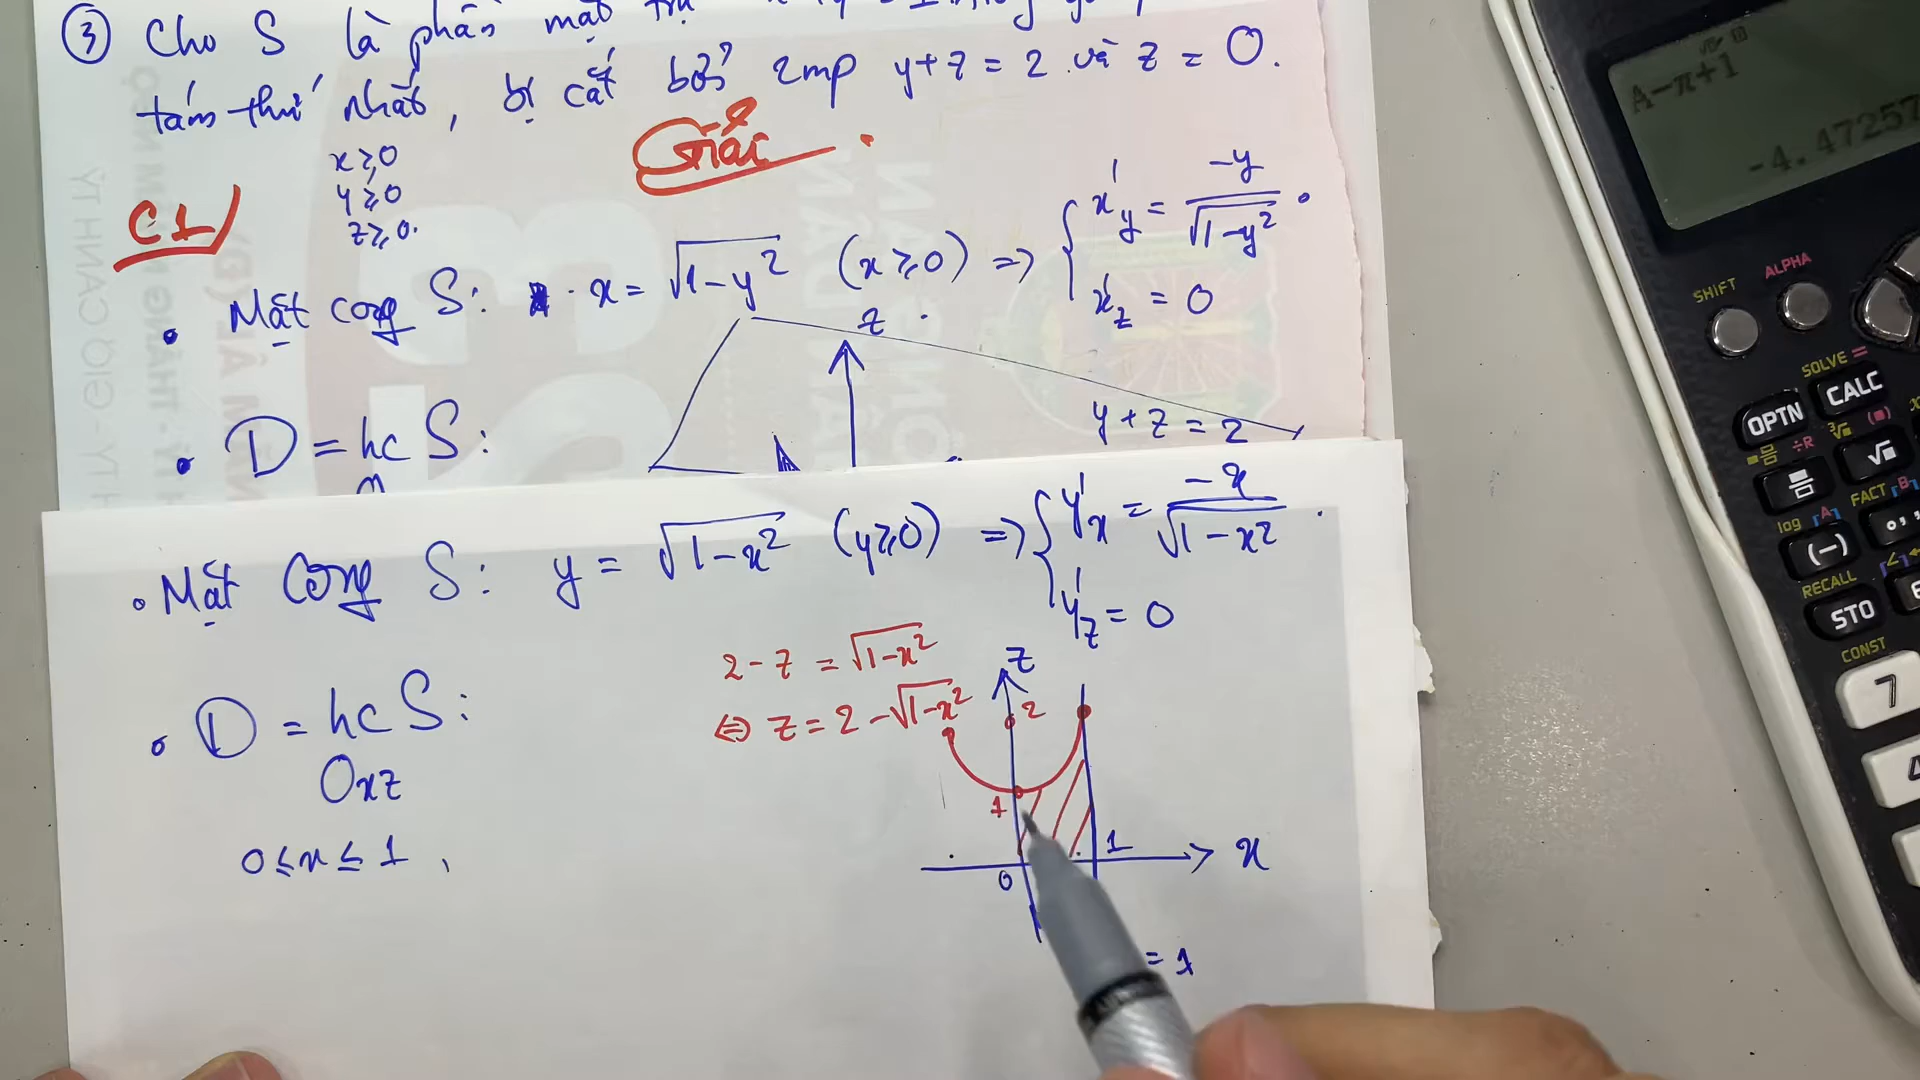 ③ Cho S là phần mặt trụ
tám thứ nhất, bị cắt bởi 2mp y+z = 2 và z = 0.
Giải
x ≥ 0
y ≥ 0
z ≥ 0.
C1/
• Mặt cong S: x = √(1-y²) (x ≥ 0) => { x'y = -y/√(1-y²)
x'z = 0
z
y + z = 2
• D = hc S:
• Mặt Cong S: y = √(1-x²) (y ≥ 0) => { y'x = -x/√(1-x²)
y'z = 0
2 - z = √(1-x²)
⇔ z = 2 - √(1-x²)
• D = hc S:
Oxz
0 ≤ x ≤ 1 ,
z
2
1
0
1
x
= 1
A-π+1
-4.47257
SHIFT
ALPHA
SOLVE =
OPTN
CALC
FACT
log
(-)
RECALL
STO
CONST
7